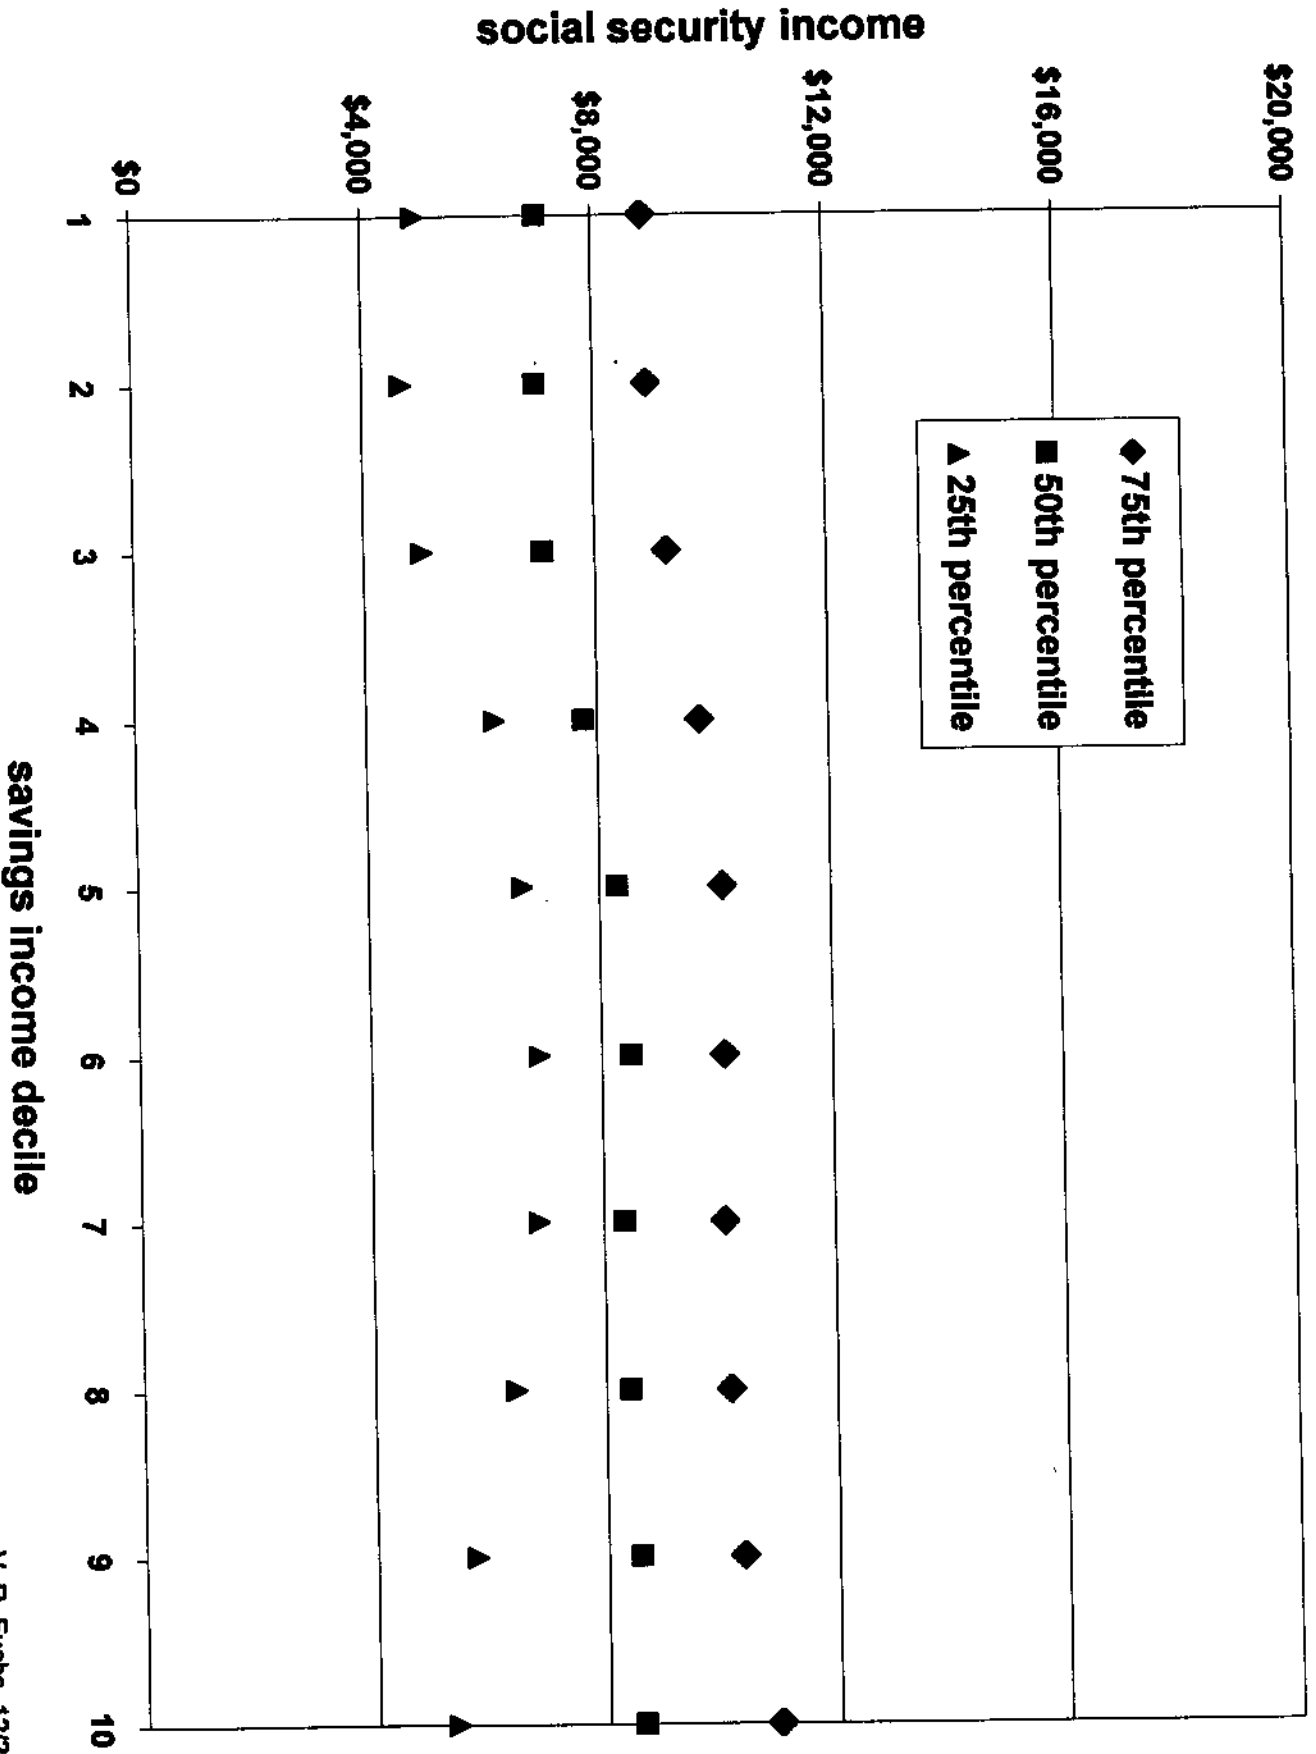 social security income
$20,000
$16,000
$12,000
$8,000
$4,000
$0
75th percentile
50th percentile
25th percentile
1 2 3 4 5 6 7 8 9 10
savings income decile